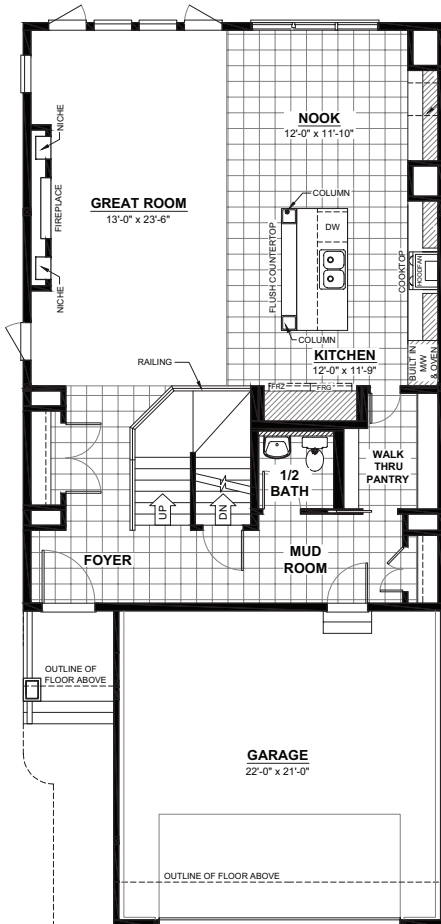 NOOK
12'-0" x 11'-10"
NICHE
GREAT ROOM
13'-0" x 23'-6"
FIREPLACE
NICHE
COLUMN
DW
FLUSH COUNTERTOP
COOKTOP
HOODFAN
COLUMN
KITCHEN
12'-0" x 11'-9"
BUILT IN
MW
& OVEN
RAILING
FRZ
FRG
WALK
THRU
PANTRY
1/2
BATH
UP
DN
FOYER
MUD
ROOM
OUTLINE OF
FLOOR ABOVE
GARAGE
22'-0" x 21'-0"
OUTLINE OF FLOOR ABOVE